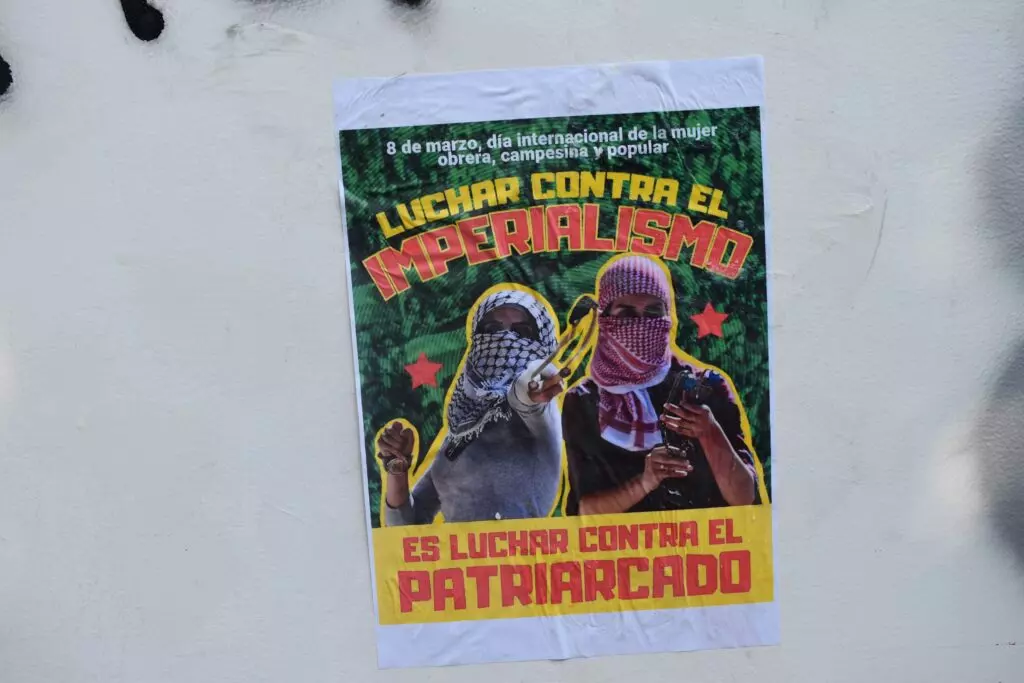 8 de marzo, día internacional de la mujer
obrera, campesina y popular
LUCHAR CONTRA EL
IMPERIALISMO
ES LUCHAR CONTRA EL
PATRIARCADO